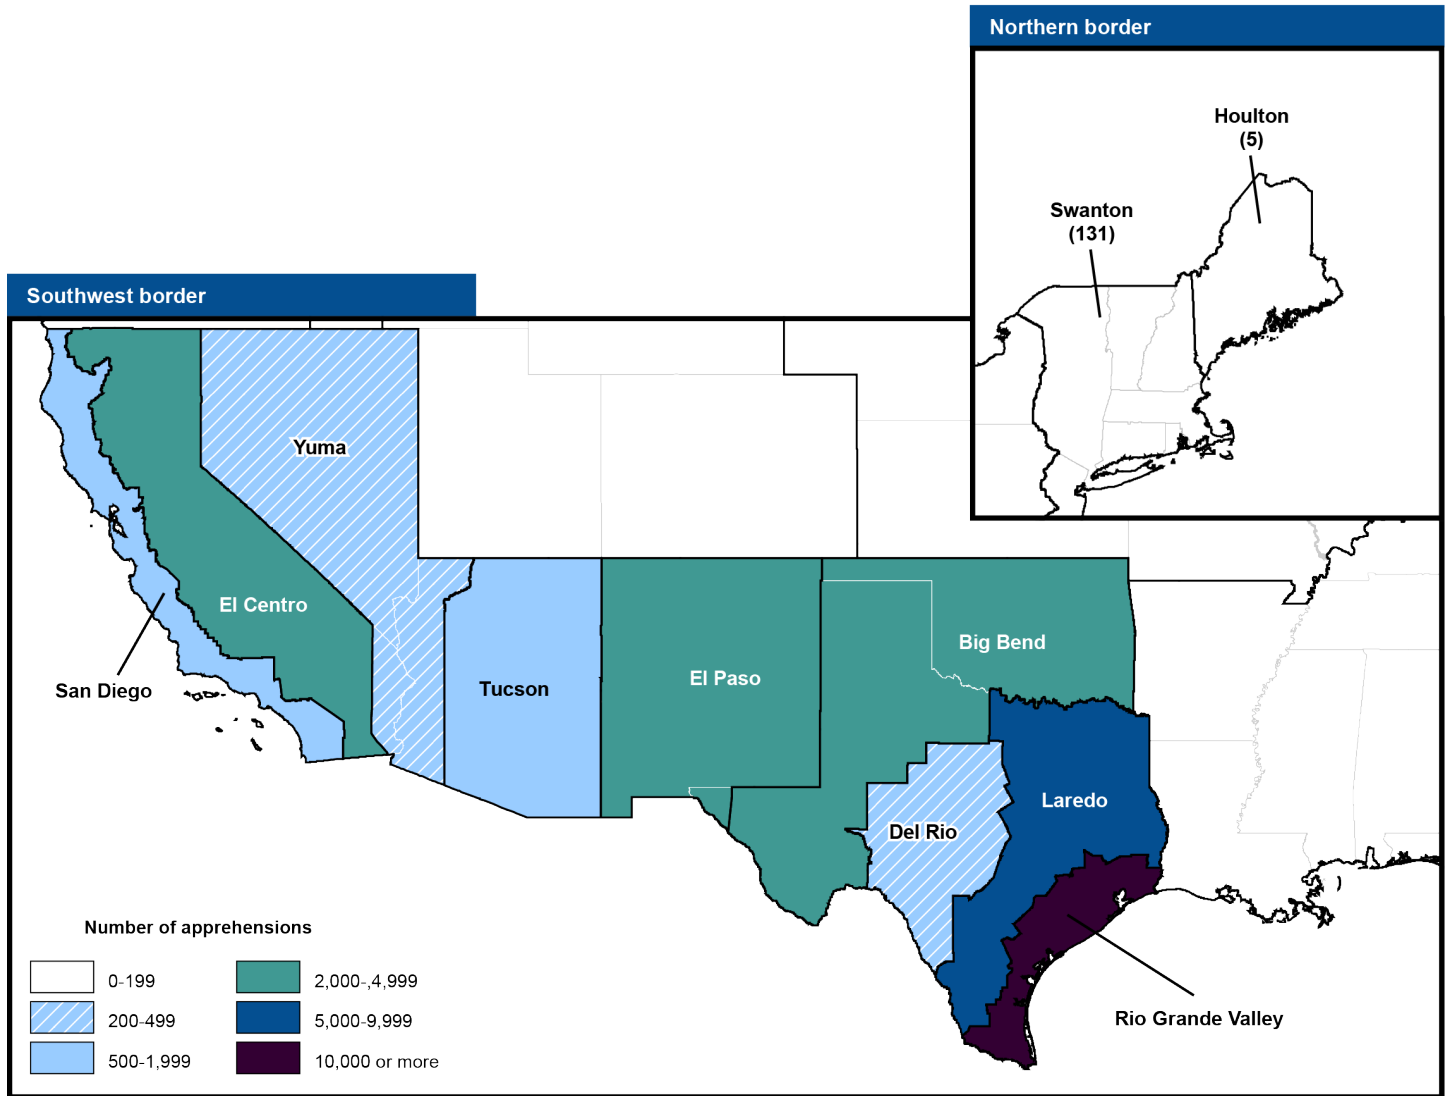 Northern border
Houlton
(5)
Swanton
(131)
Southwest border
Yuma
El Centro
San Diego
Tucson
El Paso
Big Bend
Laredo
Del Rio
Rio Grande Valley
Number of apprehensions
0-199
200-499
500-1,999
2,000-,4,999
5,000-9,999
10,000 or more